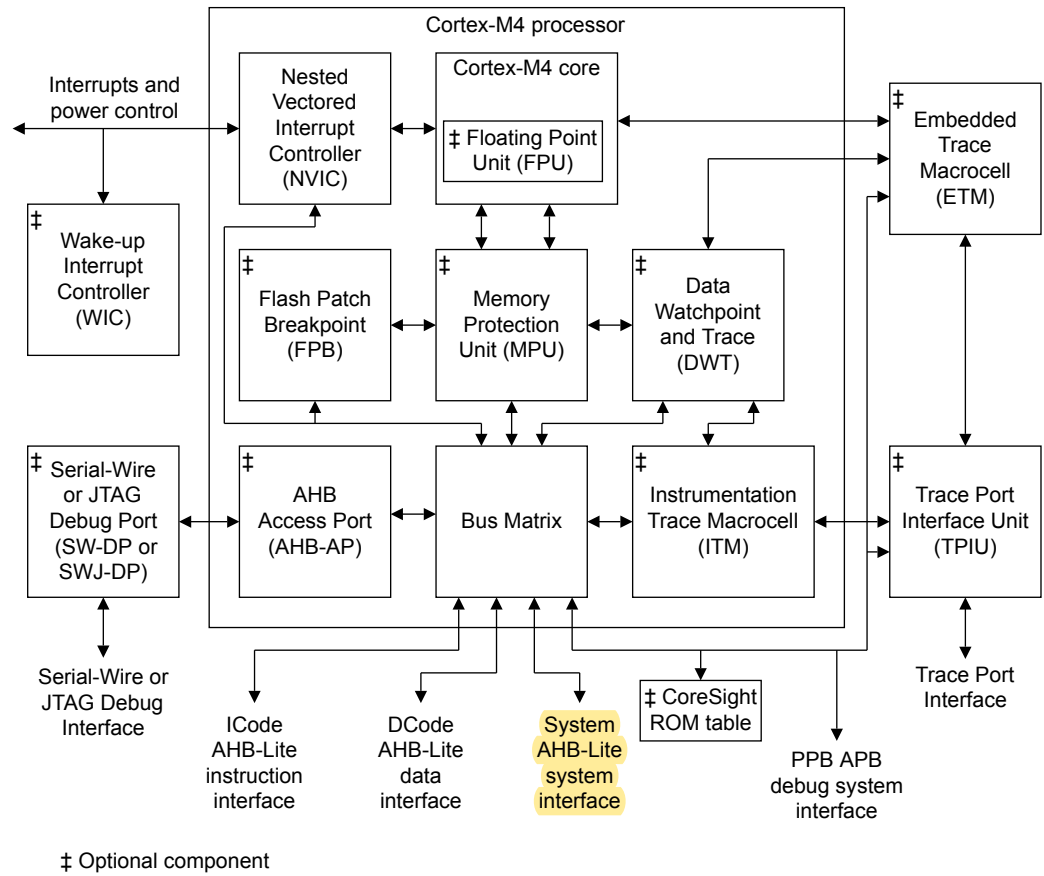 Cortex-M4 processor
Interrupts and
power control
Nested
Vectored
Interrupt
Controller
(NVIC)
Cortex-M4 core
‡ Floating Point
Unit (FPU)
‡
Embedded
Trace
Macrocell
(ETM)
‡
Wake-up
Interrupt
Controller
(WIC)
‡
Flash Patch
Breakpoint
(FPB)
‡
Memory
Protection
Unit (MPU)
‡
Data
Watchpoint
and Trace
(DWT)
‡
Serial-Wire
or JTAG
Debug Port
(SW-DP or
SWJ-DP)
‡
AHB
Access Port
(AHB-AP)
Bus Matrix
‡
Instrumentation
Trace Macrocell
(ITM)
‡
Trace Port
Interface Unit
(TPIU)
Serial-Wire or
JTAG Debug
Interface
ICode
AHB-Lite
instruction
interface
DCode
AHB-Lite
data
interface
System
AHB-Lite
system
interface
‡ CoreSight
ROM table
PPB APB
debug system
interface
Trace Port
Interface
‡ Optional component